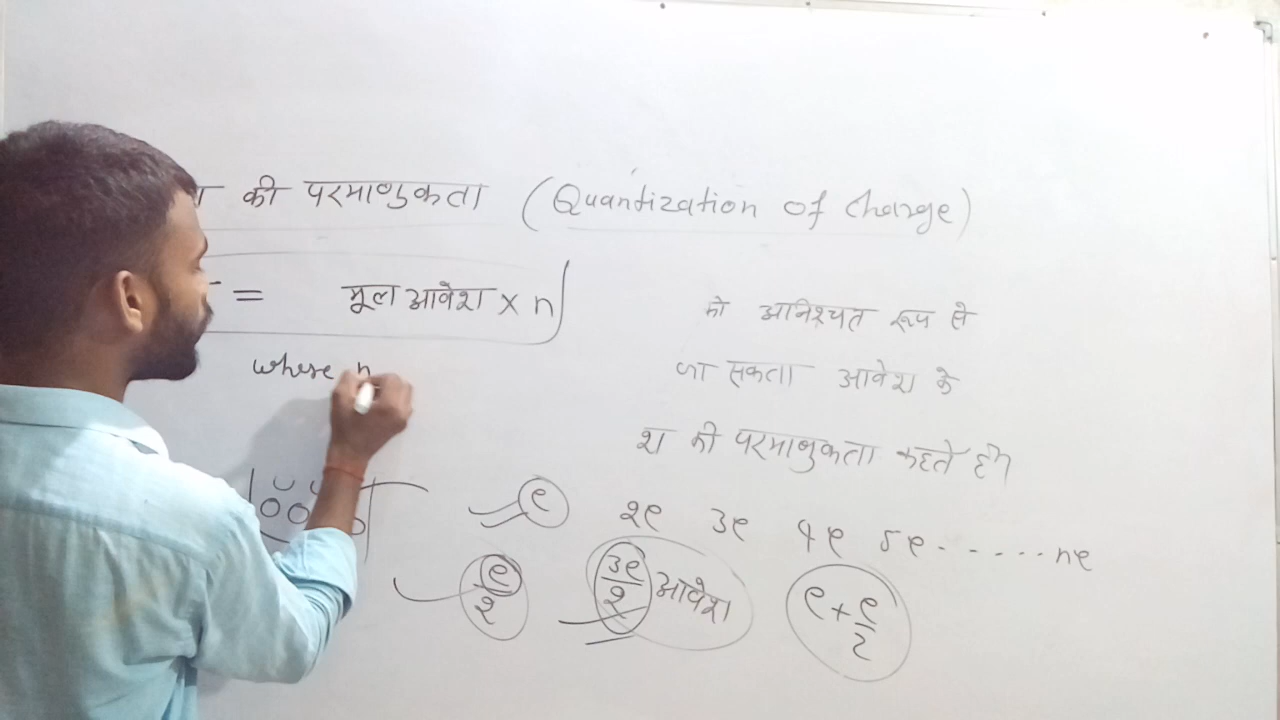 की परमाणुकता (Quantization of charge)
= मूल आवेश × n
where n
को अनिश्चित रूप से
जा सकता आवेश के
श की परमाणुकता कहते हैं
e 2e 3e 4e 5e ------ ne
e/2 3e/2 आवेश e + e/2